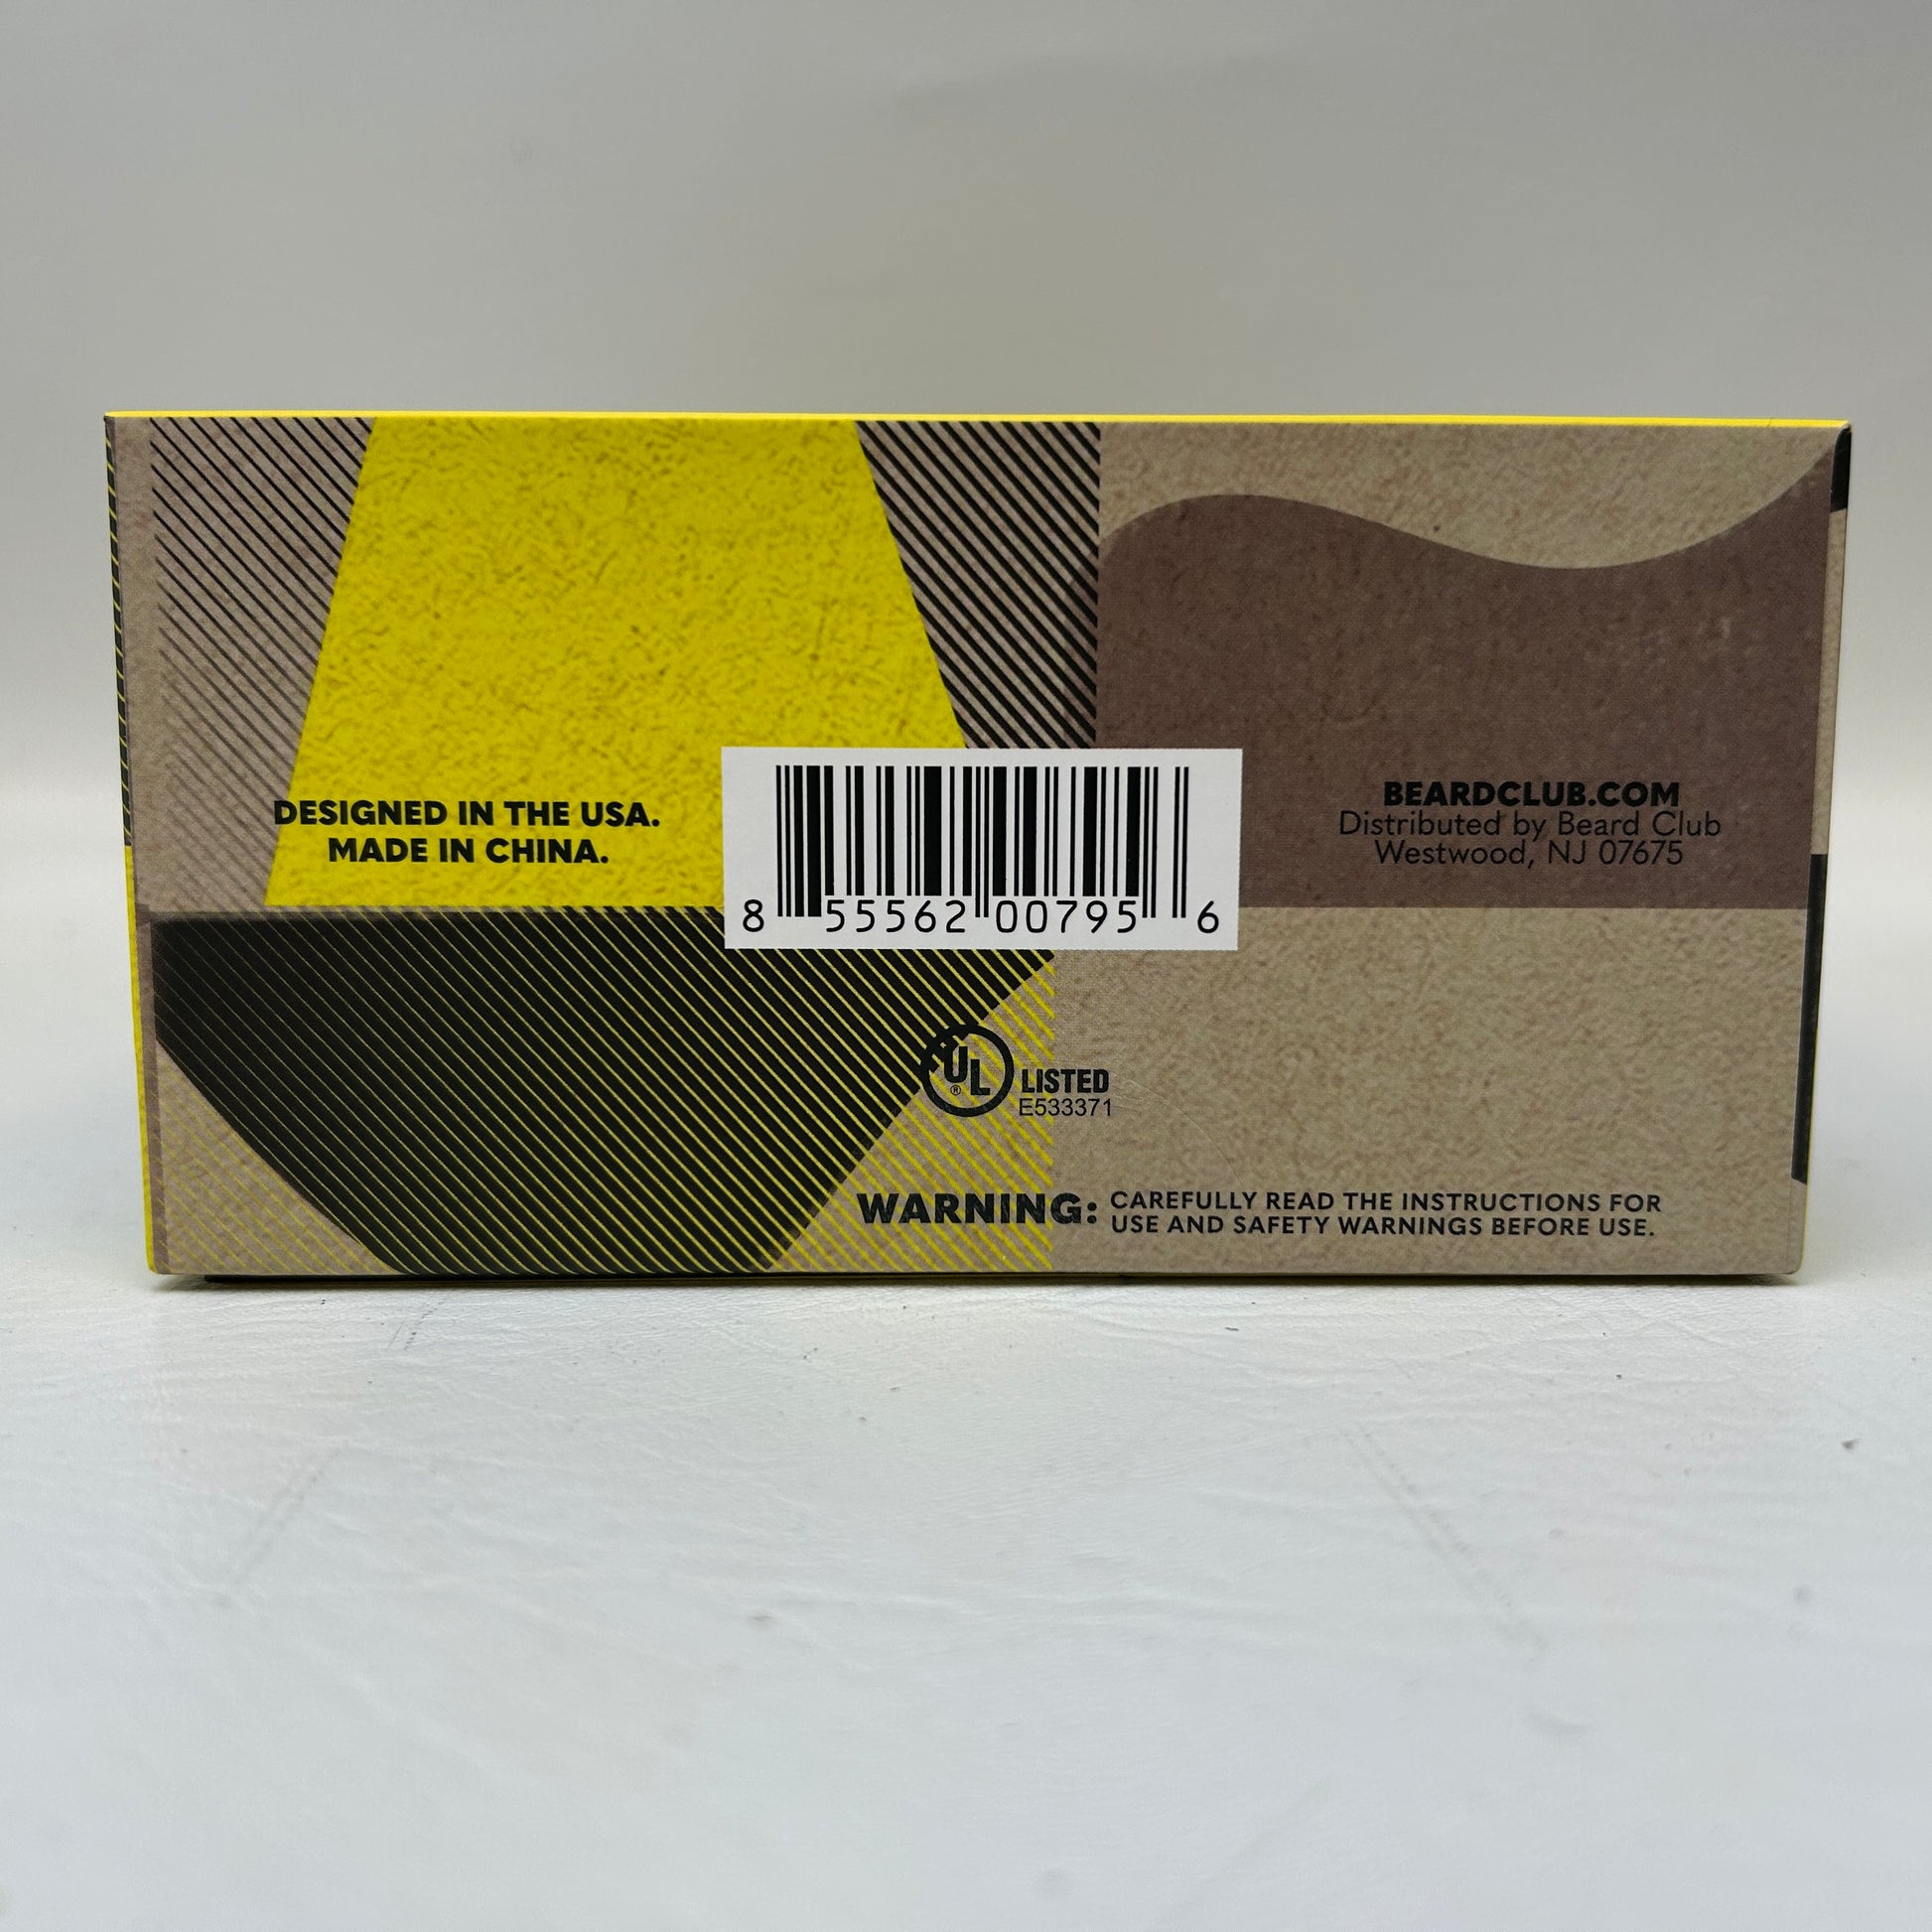 DESIGNED IN THE USA.
MADE IN CHINA.
8 55562 00795 6
BEARDCLUB.COM
Distributed by Beard Club
Westwood, NJ 07675
UL
®
LISTED
E533371
WARNING: CAREFULLY READ THE INSTRUCTIONS FOR
USE AND SAFETY WARNINGS BEFORE USE.